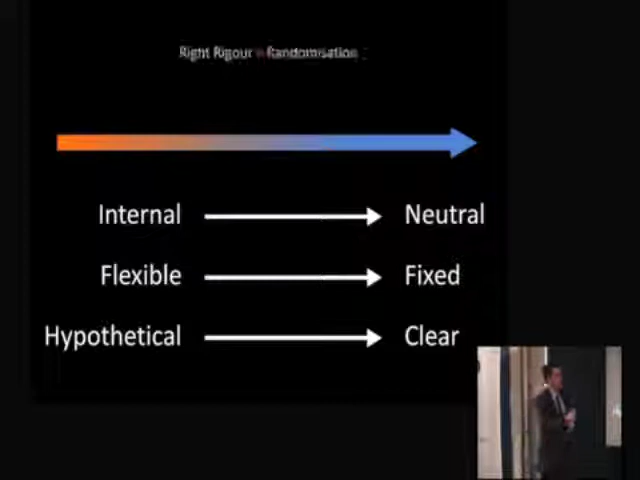 Right Rigour Randomisation
Internal Neutral
Flexible Fixed
Hypothetical Clear